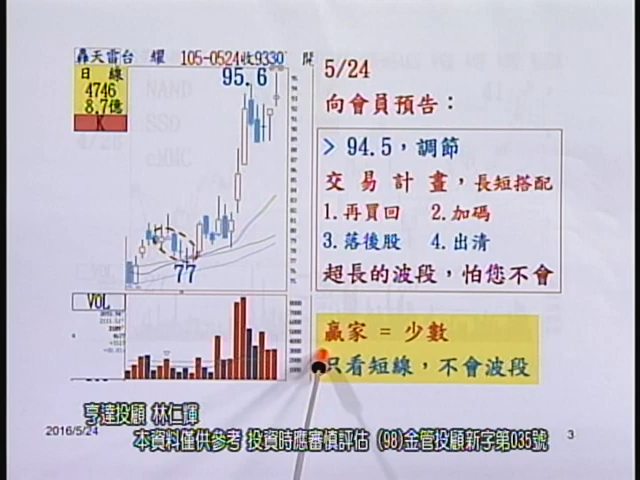 轟天雷台 耀 105-0524收9330 開
日 線
4746
8.7億
K
95.6
77
VOL
5/24
向會員預告：
> 94.5，調節
交 易 計 畫，長短搭配
1.再買回 2.加碼
3.落後股 4.出清
超長的波段，怕您不會
贏家 = 少數
只看短線，不會波段
亨達投顧 林仁輝
2016/5/24
本資料僅供參考 投資時應審慎評估 (98)金管投顧新字第035號
3